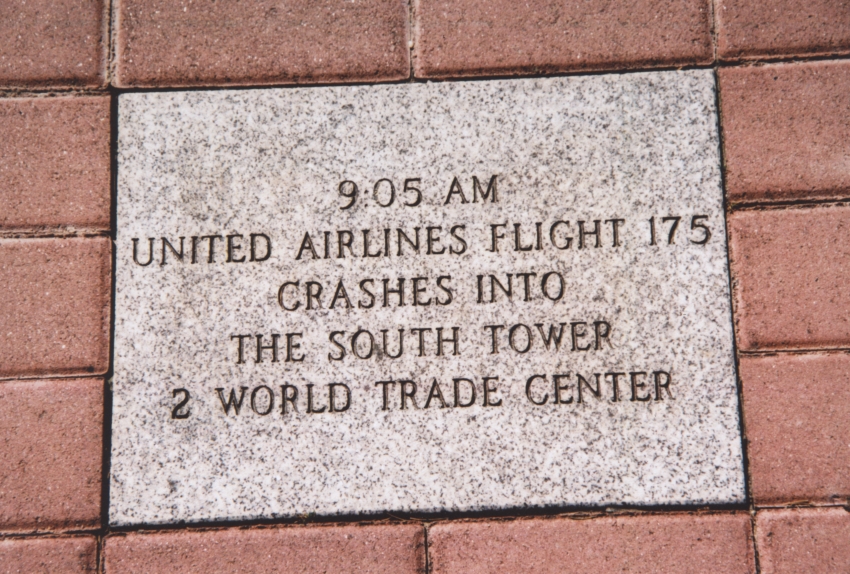 9:05 AM
UNITED AIRLINES FLIGHT 175
CRASHES INTO
THE SOUTH TOWER
2 WORLD TRADE CENTER